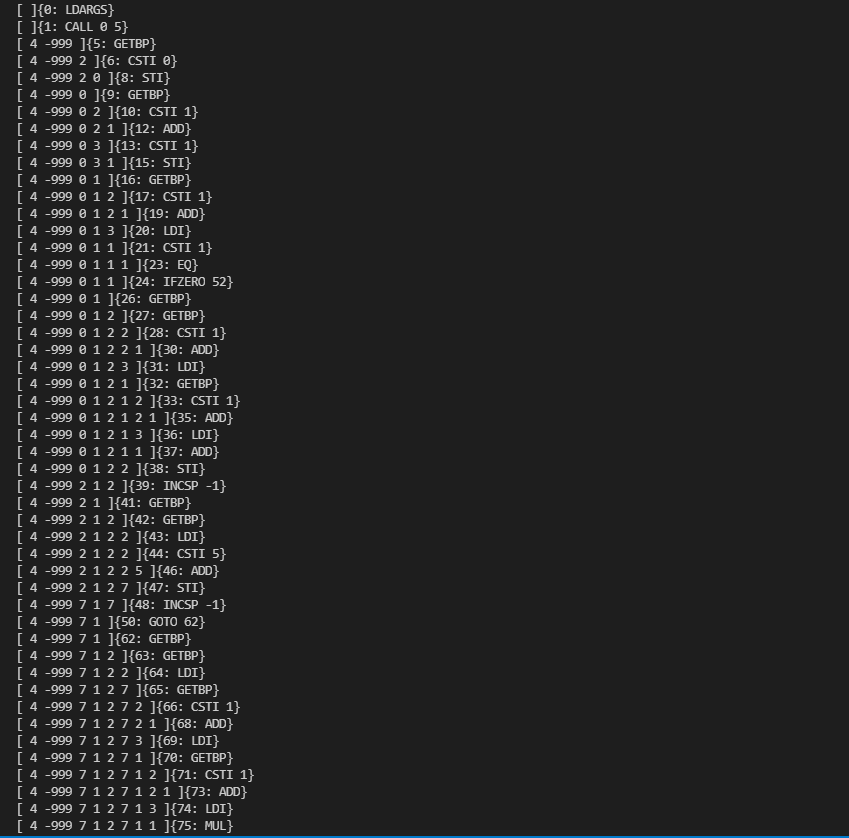 [ ]{0: LDARGS}
[ ]{1: CALL 0 5}
[ 4 -999 ]{5: GETBP}
[ 4 -999 2 ]{6: CSTI 0}
[ 4 -999 2 0 ]{8: STI}
[ 4 -999 0 ]{9: GETBP}
[ 4 -999 0 2 ]{10: CSTI 1}
[ 4 -999 0 2 1 ]{12: ADD}
[ 4 -999 0 3 ]{13: CSTI 1}
[ 4 -999 0 3 1 ]{15: STI}
[ 4 -999 0 1 ]{16: GETBP}
[ 4 -999 0 1 2 ]{17: CSTI 1}
[ 4 -999 0 1 2 1 ]{19: ADD}
[ 4 -999 0 1 3 ]{20: LDI}
[ 4 -999 0 1 1 ]{21: CSTI 1}
[ 4 -999 0 1 1 1 ]{23: EQ}
[ 4 -999 0 1 1 ]{24: IFZERO 52}
[ 4 -999 0 1 ]{26: GETBP}
[ 4 -999 0 1 2 ]{27: GETBP}
[ 4 -999 0 1 2 2 ]{28: CSTI 1}
[ 4 -999 0 1 2 2 1 ]{30: ADD}
[ 4 -999 0 1 2 3 ]{31: LDI}
[ 4 -999 0 1 2 1 ]{32: GETBP}
[ 4 -999 0 1 2 1 2 ]{33: CSTI 1}
[ 4 -999 0 1 2 1 2 1 ]{35: ADD}
[ 4 -999 0 1 2 1 3 ]{36: LDI}
[ 4 -999 0 1 2 1 1 ]{37: ADD}
[ 4 -999 0 1 2 2 ]{38: STI}
[ 4 -999 2 1 2 ]{39: INCSP -1}
[ 4 -999 2 1 ]{41: GETBP}
[ 4 -999 2 1 2 ]{42: GETBP}
[ 4 -999 2 1 2 2 ]{43: LDI}
[ 4 -999 2 1 2 2 ]{44: CSTI 5}
[ 4 -999 2 1 2 2 5 ]{46: ADD}
[ 4 -999 2 1 2 7 ]{47: STI}
[ 4 -999 7 1 7 ]{48: INCSP -1}
[ 4 -999 7 1 ]{50: GOTO 62}
[ 4 -999 7 1 ]{62: GETBP}
[ 4 -999 7 1 2 ]{63: GETBP}
[ 4 -999 7 1 2 2 ]{64: LDI}
[ 4 -999 7 1 2 7 ]{65: GETBP}
[ 4 -999 7 1 2 7 2 ]{66: CSTI 1}
[ 4 -999 7 1 2 7 2 1 ]{68: ADD}
[ 4 -999 7 1 2 7 3 ]{69: LDI}
[ 4 -999 7 1 2 7 1 ]{70: GETBP}
[ 4 -999 7 1 2 7 1 2 ]{71: CSTI 1}
[ 4 -999 7 1 2 7 1 2 1 ]{73: ADD}
[ 4 -999 7 1 2 7 1 3 ]{74: LDI}
[ 4 -999 7 1 2 7 1 1 ]{75: MUL}